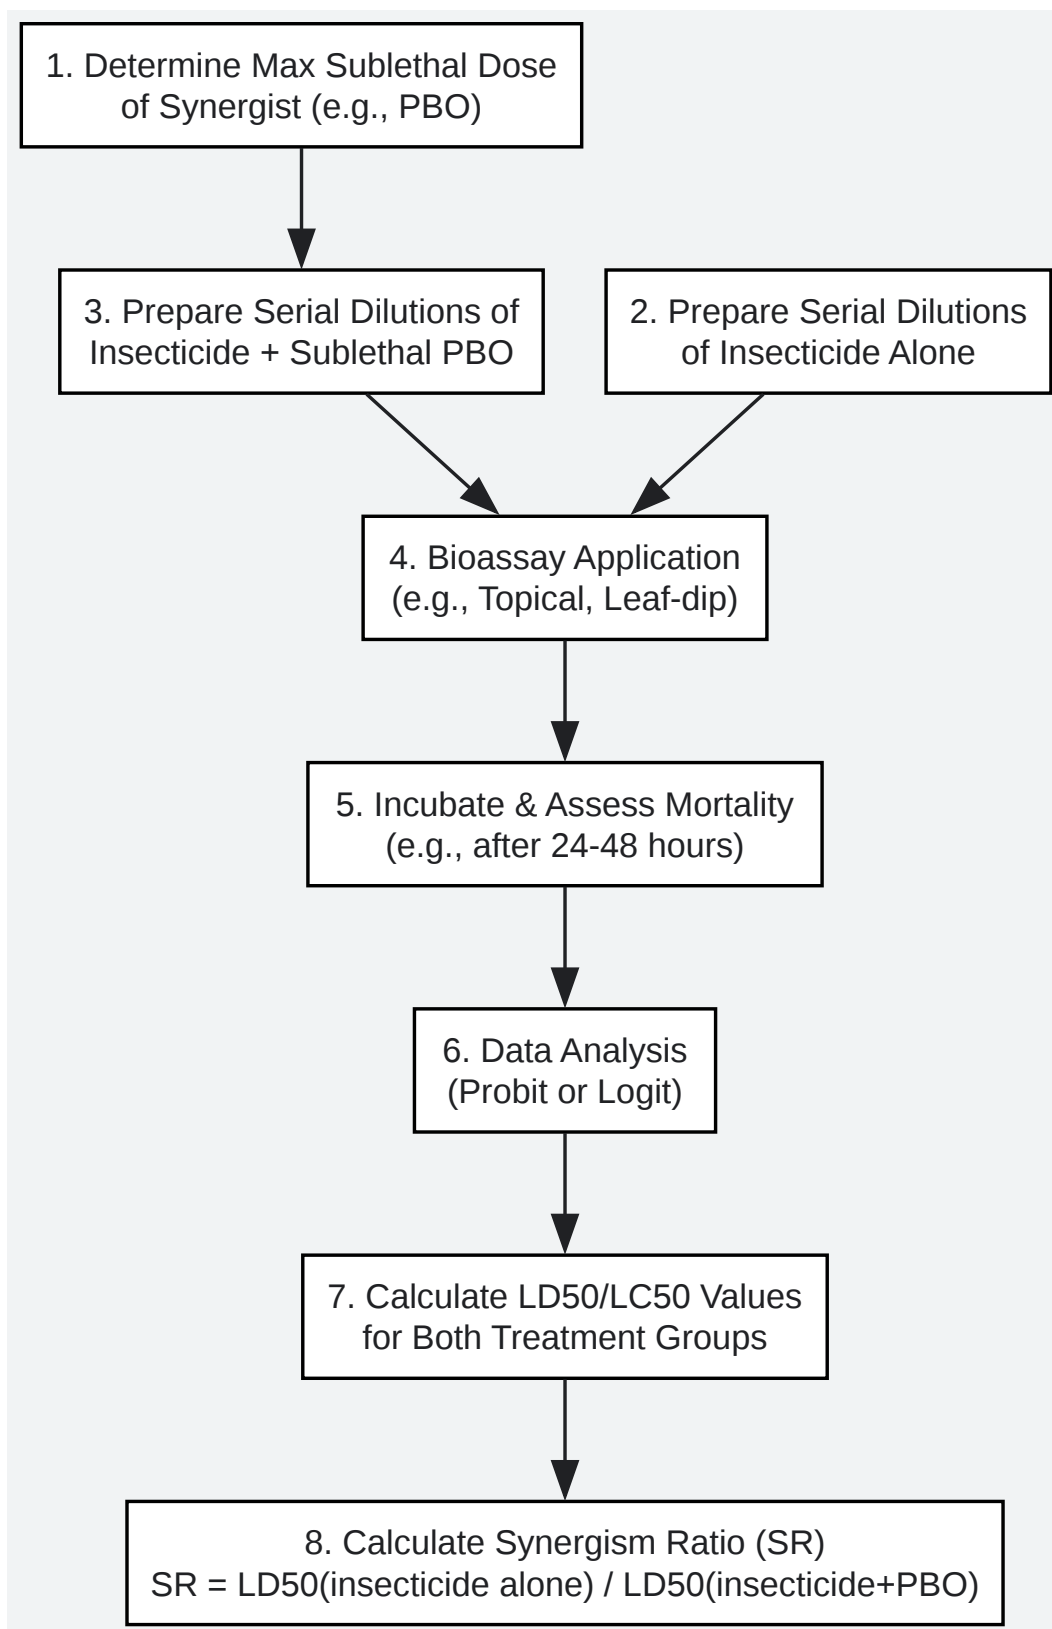 1. Determine Max Sublethal Dose
of Synergist (e.g., PBO)
3. Prepare Serial Dilutions of
Insecticide + Sublethal PBO
2. Prepare Serial Dilutions
of Insecticide Alone
4. Bioassay Application
(e.g., Topical, Leaf-dip)
5. Incubate & Assess Mortality
(e.g., after 24-48 hours)
6. Data Analysis
(Probit or Logit)
7. Calculate LD50/LC50 Values
for Both Treatment Groups
8. Calculate Synergism Ratio (SR)
SR = LD50(insecticide alone) / LD50(insecticide+PBO)